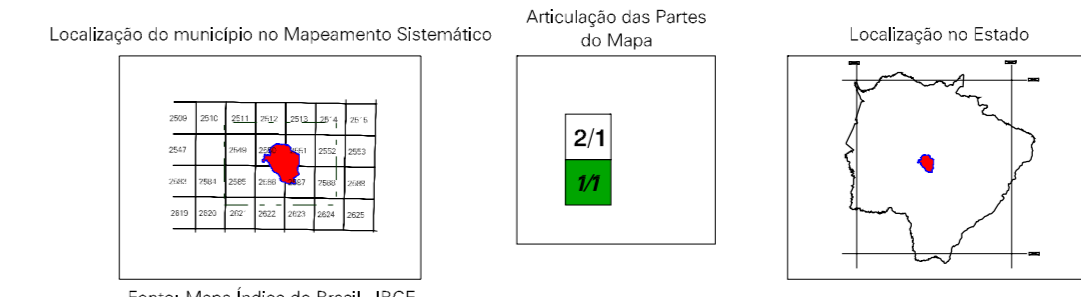 Localização do município no Mapeamento Sistemático
Articulação das Partes
do Mapa
Localização no Estado
2509 2510 2511 2512 2513 2514 2515
2547 2549 2551 2552 2553
2585 2586 2587 2588
2619 2620 2621 2622 2623 2624 2625
2/1
1/1
Fonte: Mapa Índice do Brasil - IBGE